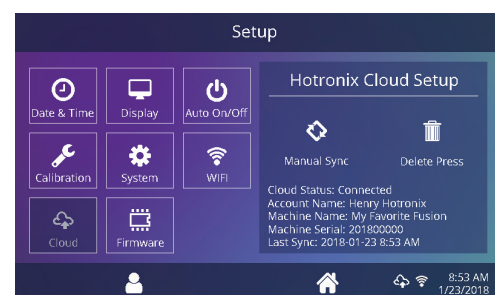 Setup
Date & Time
Display
Auto On/Off
Calibration
System
WIFI
Cloud
Firmware
Hotronix Cloud Setup
Manual Sync
Delete Press
Cloud Status: Connected
Account Name: Henry Hotronix
Machine Name: My Favorite Fusion
Machine Serial: 201800000
Last Sync: 2018-01-23 8:53 AM
8:53 AM
1/23/2018